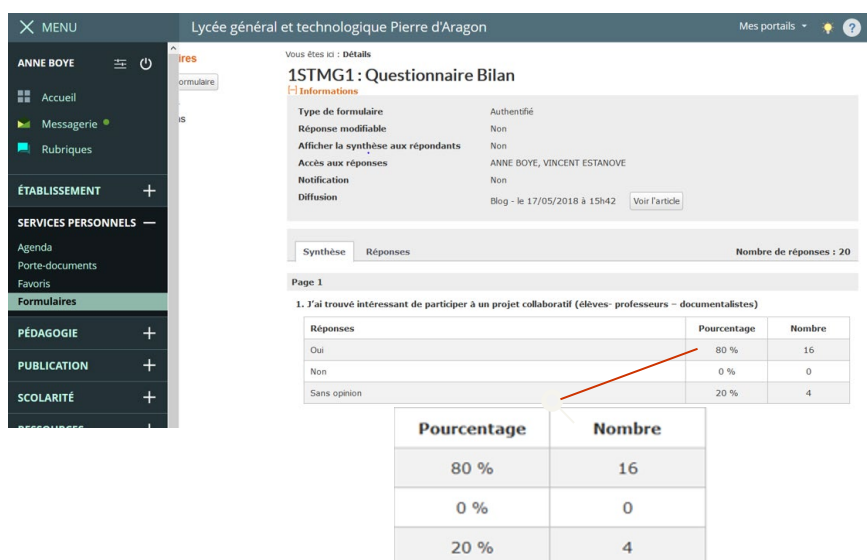 MENU
Lycée général et technologique Pierre d'Aragon
Mes portails
?
ANNE BOYE
Accueil
Messagerie
Rubriques
ÉTABLISSEMENT
SERVICES PERSONNELS
Agenda
Porte-documents
Favoris
Formulaires
PÉDAGOGIE
PUBLICATION
SCOLARITÉ
ires
ormulaire
ns
Vous êtes ici : Détails
1STMG1 : Questionnaire Bilan
[-] Informations
Type de formulaire Authentifié
Réponse modifiable Non
Afficher la synthèse aux répondants Non
Accès aux réponses ANNE BOYE, VINCENT ESTANOVE
Notification Non
Diffusion Blog - le 17/05/2018 à 15h42 Voir l'article
Synthèse Réponses Nombre de réponses : 20
Page 1
1. J'ai trouvé intéressant de participer à un projet collaboratif (élèves- professeurs – documentalistes)
Réponses Pourcentage Nombre
Oui 80 % 16
Non 0 % 0
Sans opinion 20 % 4
Pourcentage Nombre
80 % 16
0 % 0
20 % 4